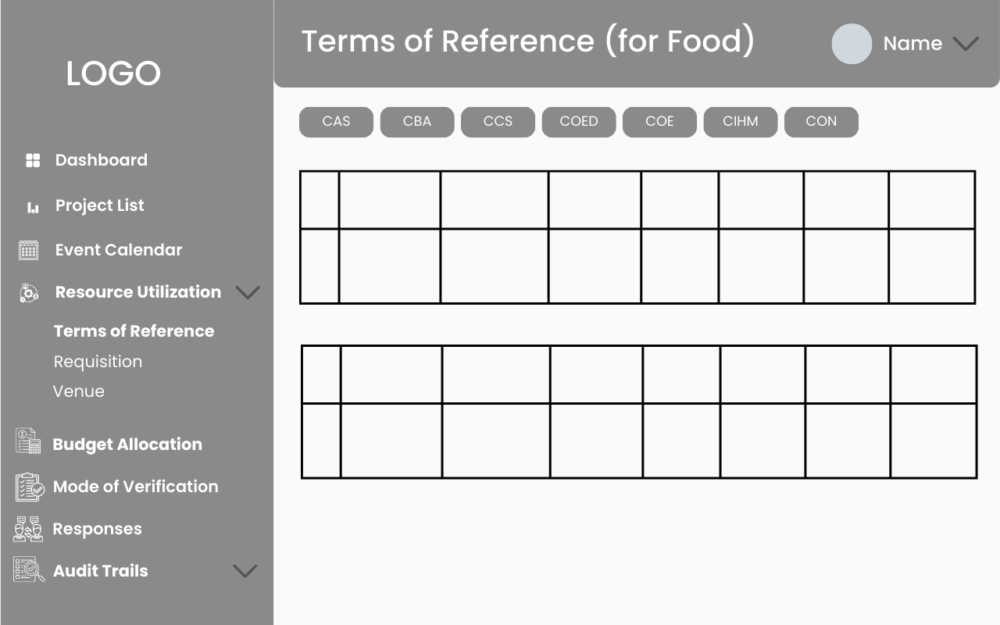 LOGO
Dashboard
Project List
Event Calendar
Resource Utilization
Terms of Reference
Requisition
Venue
Budget Allocation
Mode of Verification
Responses
Audit Trails
Terms of Reference (for Food)
Name
CAS CBA CCS COED COE CIHM CON